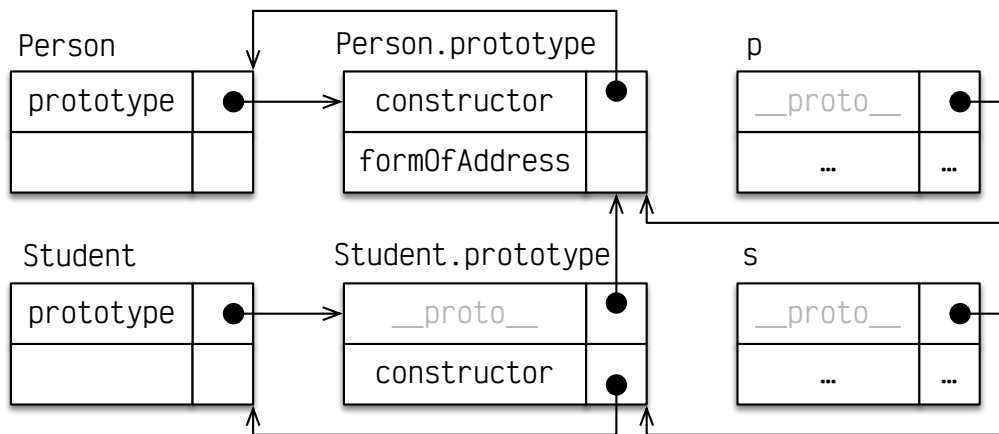 Person Person.prototype p
prototype constructor __proto__
formOfAddress … …
Student Student.prototype s
prototype __proto__ __proto__
constructor … …